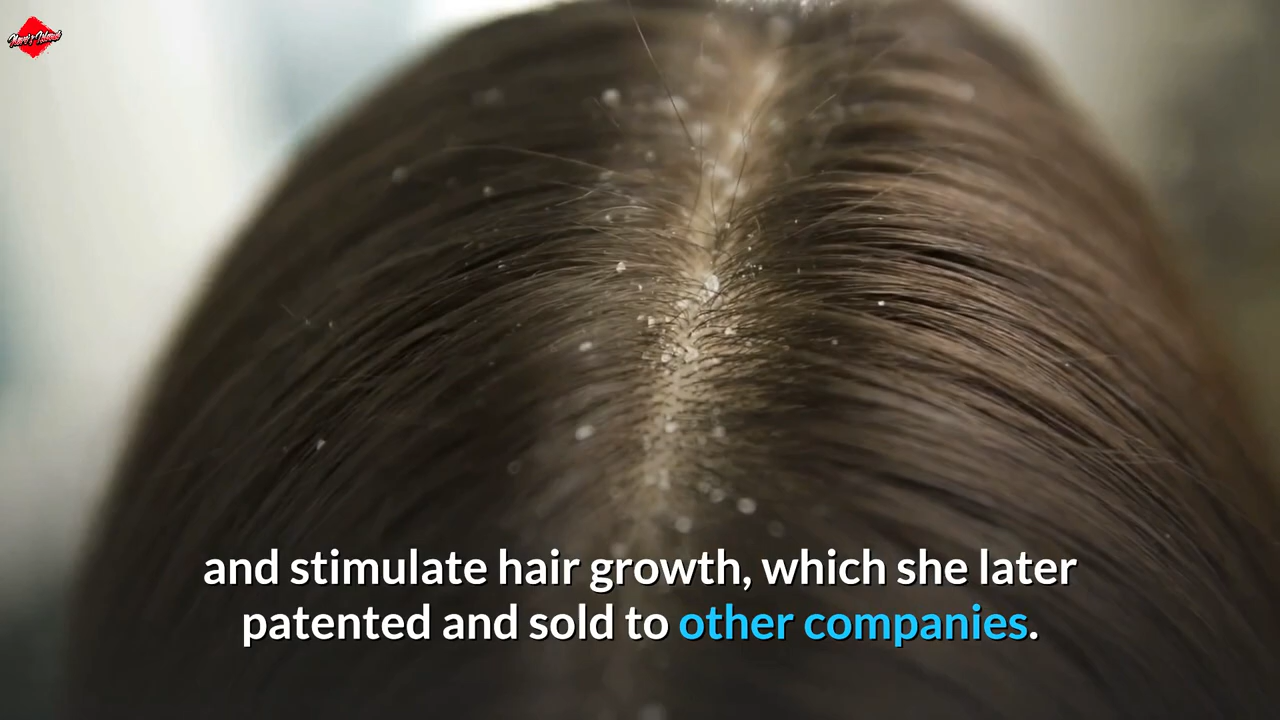 and stimulate hair growth, which she later
patented and sold to other companies.